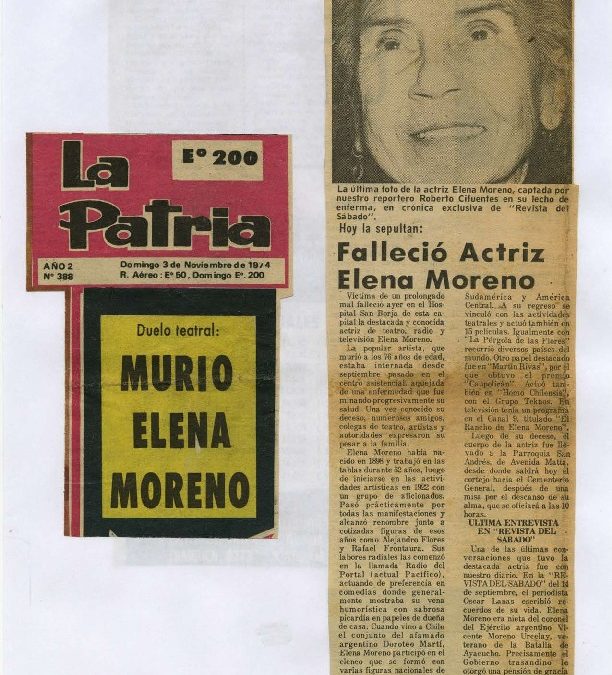 La
Patria
Eº 200
AÑO 2
Nº 388
Domingo 3 de Noviembre de 1974
R. Aéreo: Eº 60, Domingo Eº. 200
Duelo teatral:
MURIO
ELENA
MORENO
La última foto de la actriz Elena Moreno, captada por
nuestro reportero Roberto Cifuentes en su lecho de
enferma, en crónica exclusiva de "Revista del
Sábado".
Hoy la sepultan:
Falleció Actriz
Elena Moreno
Víctima de un prolongado
mal falleció ayer en el Hos-
pital San Borja de esta ca-
pital la destacada y conocida
actriz de teatro, radio y
televisión Elena Moreno.
La popular artista, que
murió a los 76 años de edad,
estaba internada desde
septiembre pasado en el
centro asistencial, aquejada
de una enfermedad que fue
minando progresivamente su
salud. Una vez conocido su
deceso, numerosos amigos,
colegas de teatro, artistas y
autoridades expresaron su
pesar a la familia.
Elena Moreno había na-
cido en 1898 y trabajó en las
tablas durante 52 años, luego
de iniciarse en las activi-
dades artísticas en 1922 con
un grupo de aficionados.
Pasó prácticamente por
todas las manifestaciones y
alcanzó renombre junto a
cotizadas figuras de esos
años como Alejandro Flores
y Rafael Frontaura. Sus
labores radiales las comenzó
en la llamada Radio del
Portal (actual Pacífico),
actuando de preferencia en
comedias donde general-
mente mostraba su vena
humorística con sabrosa
picardía en papeles de dueña
de casa. Cuando vino a Chile
el conjunto del afamado
argentino Doroteo Martí,
Elena Moreno participó en el
elenco que se formó con
varias figuras nacionales de
Sudamérica y América
Central. A su regreso se
vinculó con las actividades
teatrales y actuó también en
15 películas. Igualmente con
"La Pérgola de las Flores"
recorrió diversos países del
mundo. Otro papel destacado
fue en "Martín Rivas", por el
que obtuvo el premio
"Caupolicán". Actuó tam-
bién en "Homo Chilensis",
con el Grupo Teknos. En
televisión tenía un programa
en el Canal 9, titulado "El
Rancho de Elena Moreno".
Luego de su deceso, el
cuerpo de la actriz fue lle-
vado a la Parroquia San
Andrés, de Avenida Matta,
desde donde saldrá hoy el
cortejo hacia el Cementerio
General, después de una
misa por el descanso de su
alma, que se oficiará a las 10
horas.
ULTIMA ENTREVISTA
EN "REVISTA DEL
SABADO"
Una de las últimas con-
versaciones que tuvo la
destacada actriz fue con
nuestro diario. En la "RE-
VISTA DEL SABADO" del 14
de septiembre, el periodista
Oscar Lanas escribió re-
cuerdos de su vida. Elena
Moreno era nieta del coronel
del Ejército argentino Vi-
cente Moreno Urcelay, ve-
terano de la Batalla de
Ayacucho. Precisamente el
Gobierno trasandino le
otorgó una pensión de gracia